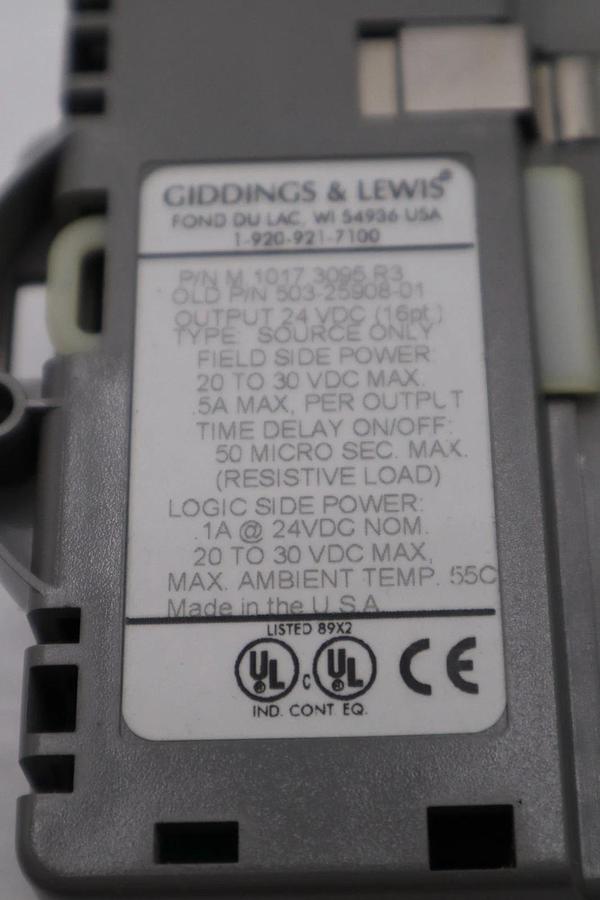 GIDDINGS & LEWIS®
FOND DU LAC, WI 54936 USA
1-920-921-7100
P/N M.1017.3095.R3
OLD P/N 503-25908-01
OUTPUT 24 VDC (16pt.)
TYPE: SOURCE ONLY
FIELD SIDE POWER:
20 TO 30 VDC MAX.
.5A MAX, PER OUTPUT
TIME DELAY ON/OFF:
50 MICRO SEC. MAX.
(RESISTIVE LOAD)
LOGIC SIDE POWER:
.1A @ 24VDC NOM.
20 TO 30 VDC MAX,
MAX. AMBIENT TEMP. 55C
Made in the U.S.A.
LISTED 89X2
UL® C UL® CE
IND. CONT. EQ.